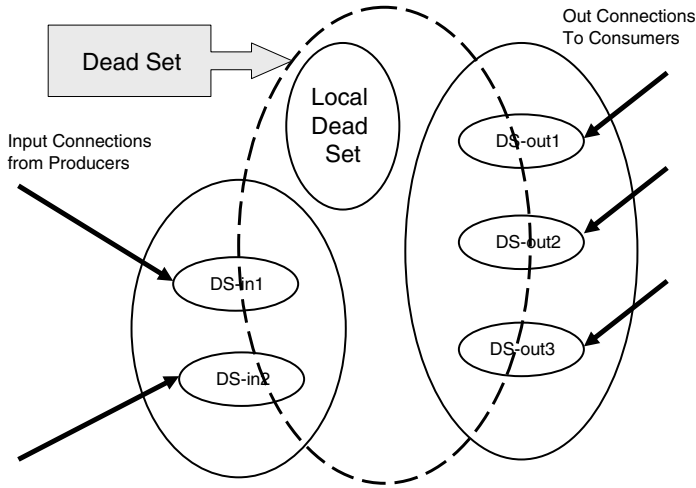 Dead Set
Out Connections
To Consumers
Local
Dead
Set
Input Connections
from Producers
DS-out1
DS-out2
DS-out3
DS-in1
DS-in2